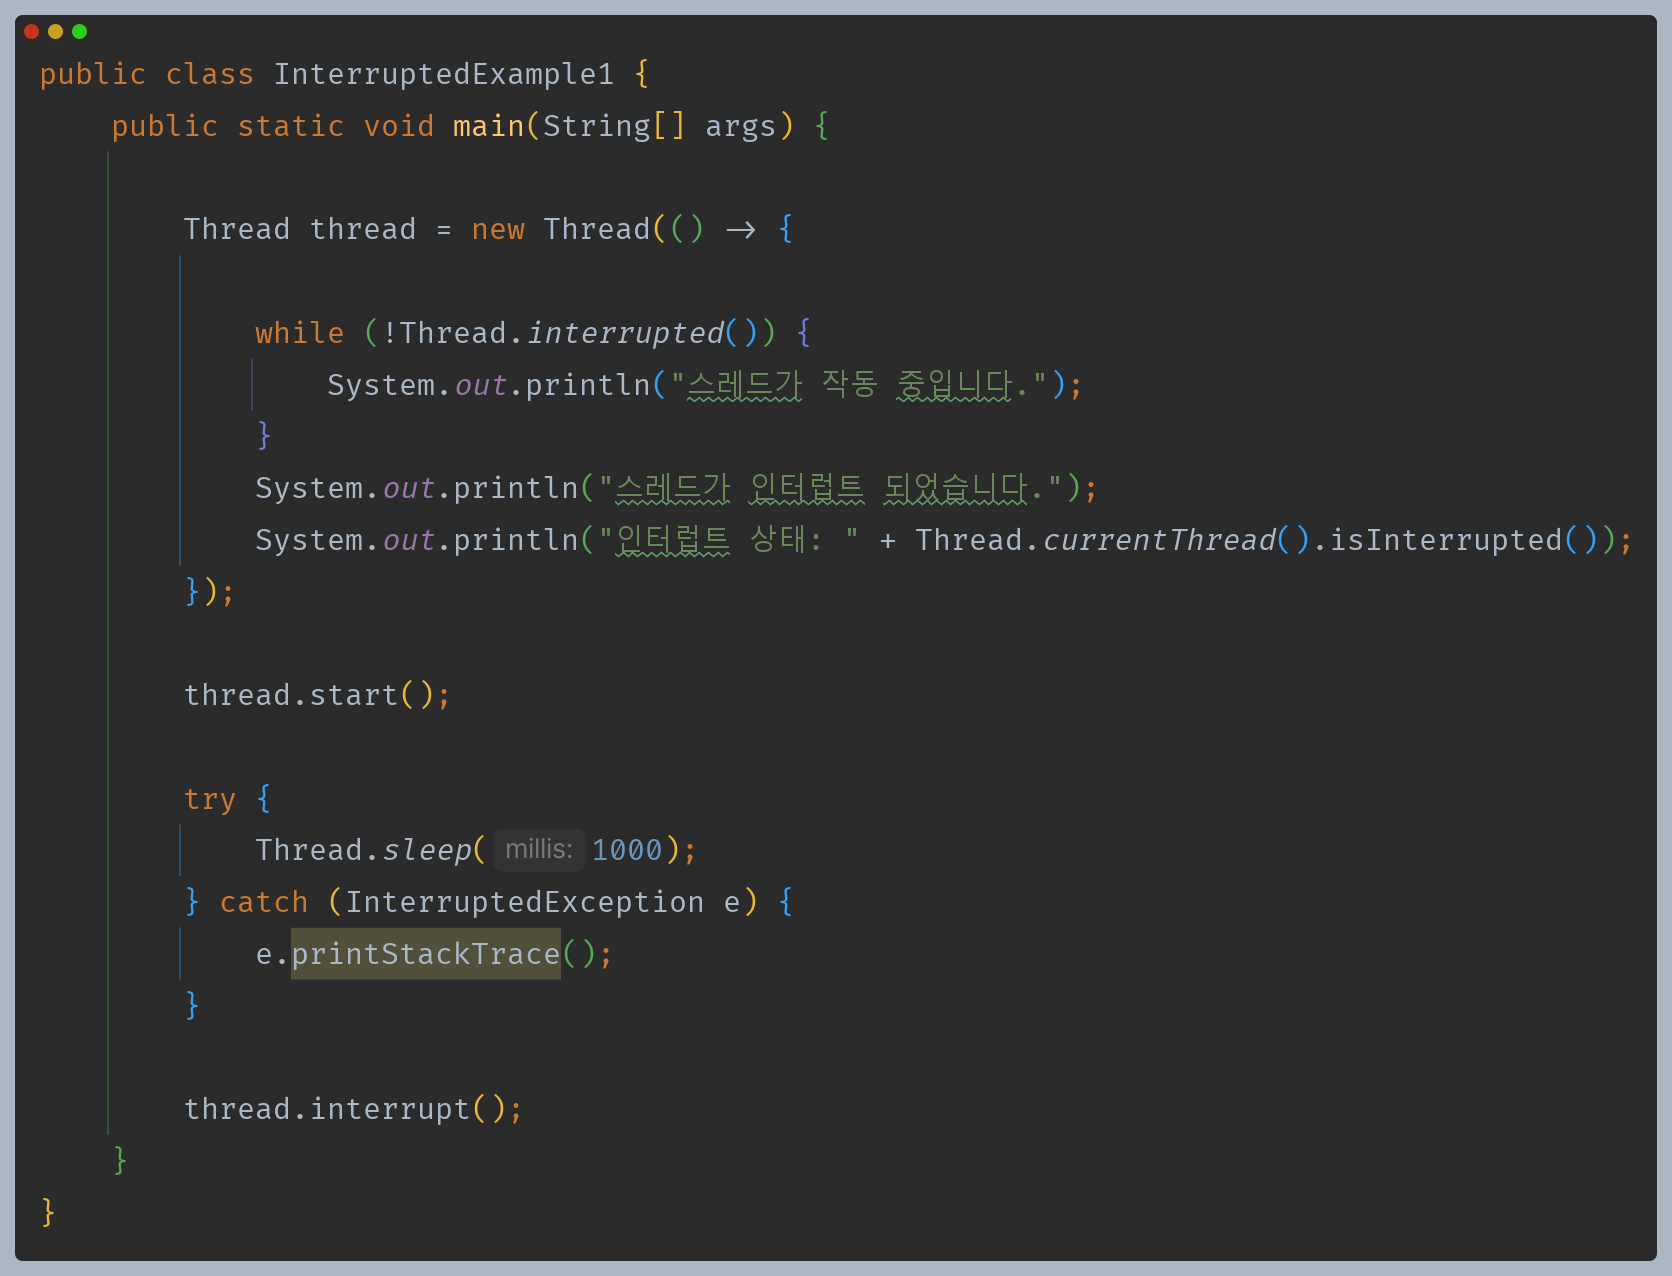 public class InterruptedExample1 {
public static void main(String[] args) {
Thread thread = new Thread(() -> {
while (!Thread.interrupted()) {
System.out.println("스레드가 작동 중입니다.");
}
System.out.println("스레드가 인터럽트 되었습니다.");
System.out.println("인터럽트 상태: " + Thread.currentThread().isInterrupted());
});
thread.start();
try {
Thread.sleep( millis: 1000);
} catch (InterruptedException e) {
e.printStackTrace();
}
thread.interrupt();
}
}